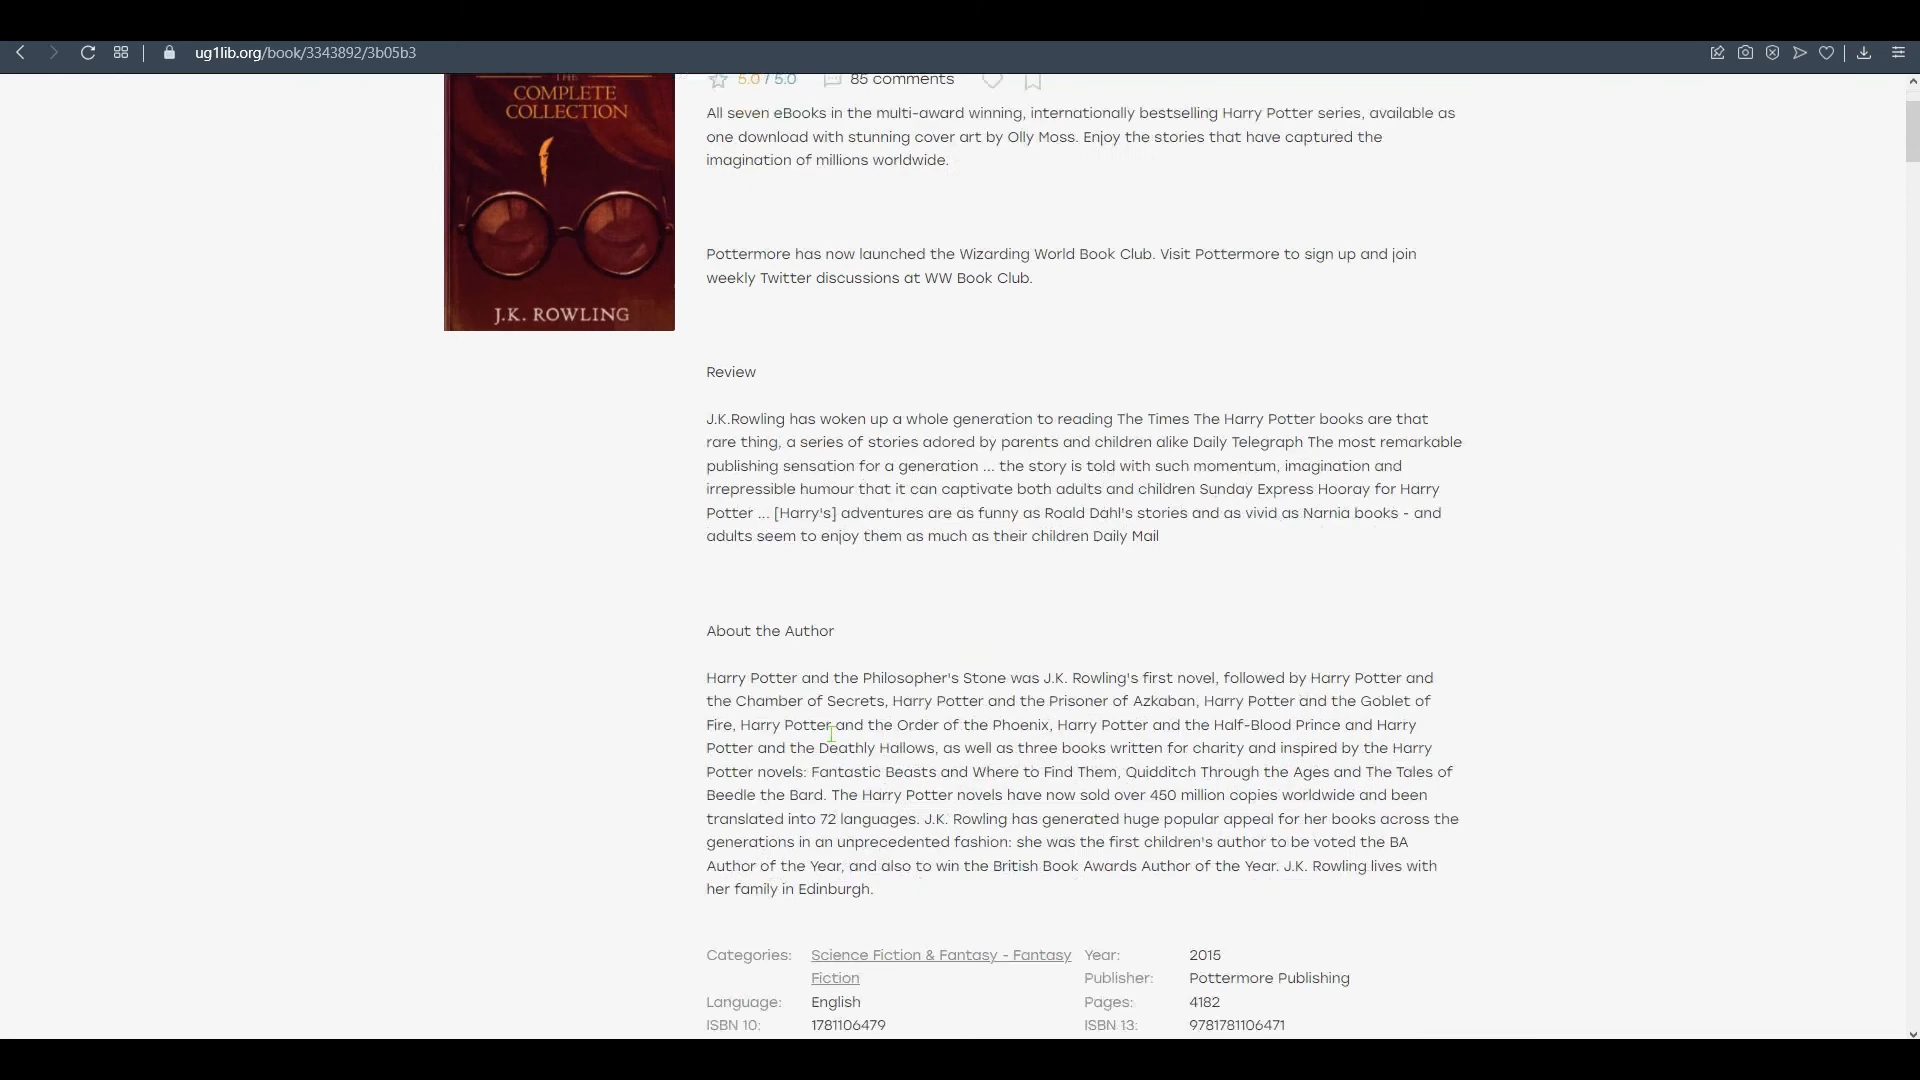 ug1lib.org/book/3343892/3b05b3
THE
COMPLETE
COLLECTION
J.K. ROWLING
5.0 / 5.0 85 comments
All seven eBooks in the multi-award winning, internationally bestselling Harry Potter series, available as
one download with stunning cover art by Olly Moss. Enjoy the stories that have captured the
imagination of millions worldwide.
Pottermore has now launched the Wizarding World Book Club. Visit Pottermore to sign up and join
weekly Twitter discussions at WW Book Club.
Review
J.K.Rowling has woken up a whole generation to reading The Times The Harry Potter books are that
rare thing, a series of stories adored by parents and children alike Daily Telegraph The most remarkable
publishing sensation for a generation ... the story is told with such momentum, imagination and
irrepressible humour that it can captivate both adults and children Sunday Express Hooray for Harry
Potter ... [Harry's] adventures are as funny as Roald Dahl's stories and as vivid as Narnia books - and
adults seem to enjoy them as much as their children Daily Mail
About the Author
Harry Potter and the Philosopher's Stone was J.K. Rowling's first novel, followed by Harry Potter and
the Chamber of Secrets, Harry Potter and the Prisoner of Azkaban, Harry Potter and the Goblet of
Fire, Harry Potter and the Order of the Phoenix, Harry Potter and the Half-Blood Prince and Harry
Potter and the Deathly Hallows, as well as three books written for charity and inspired by the Harry
Potter novels: Fantastic Beasts and Where to Find Them, Quidditch Through the Ages and The Tales of
Beedle the Bard. The Harry Potter novels have now sold over 450 million copies worldwide and been
translated into 72 languages. J.K. Rowling has generated huge popular appeal for her books across the
generations in an unprecedented fashion: she was the first children's author to be voted the BA
Author of the Year, and also to win the British Book Awards Author of the Year. J.K. Rowling lives with
her family in Edinburgh.
Categories: Science Fiction & Fantasy - Fantasy Year: 2015
Fiction Publisher: Pottermore Publishing
Language: English Pages: 4182
ISBN 10: 1781106479 ISBN 13: 9781781106471